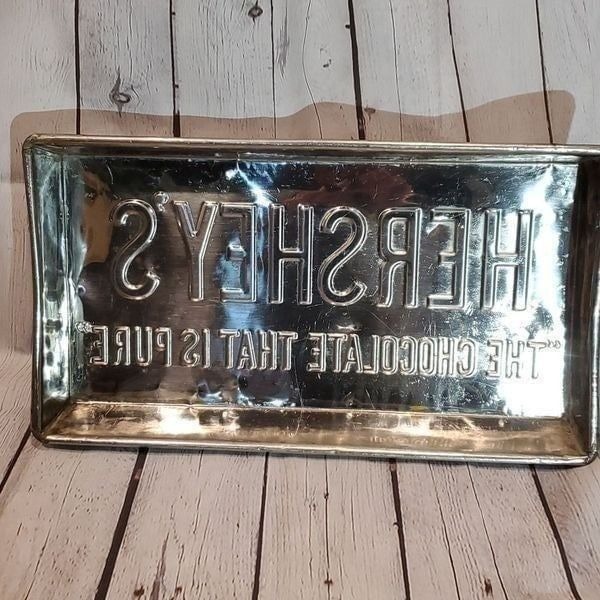 HERSHEY'S
"THE CHOCOLATE THAT IS PURE"